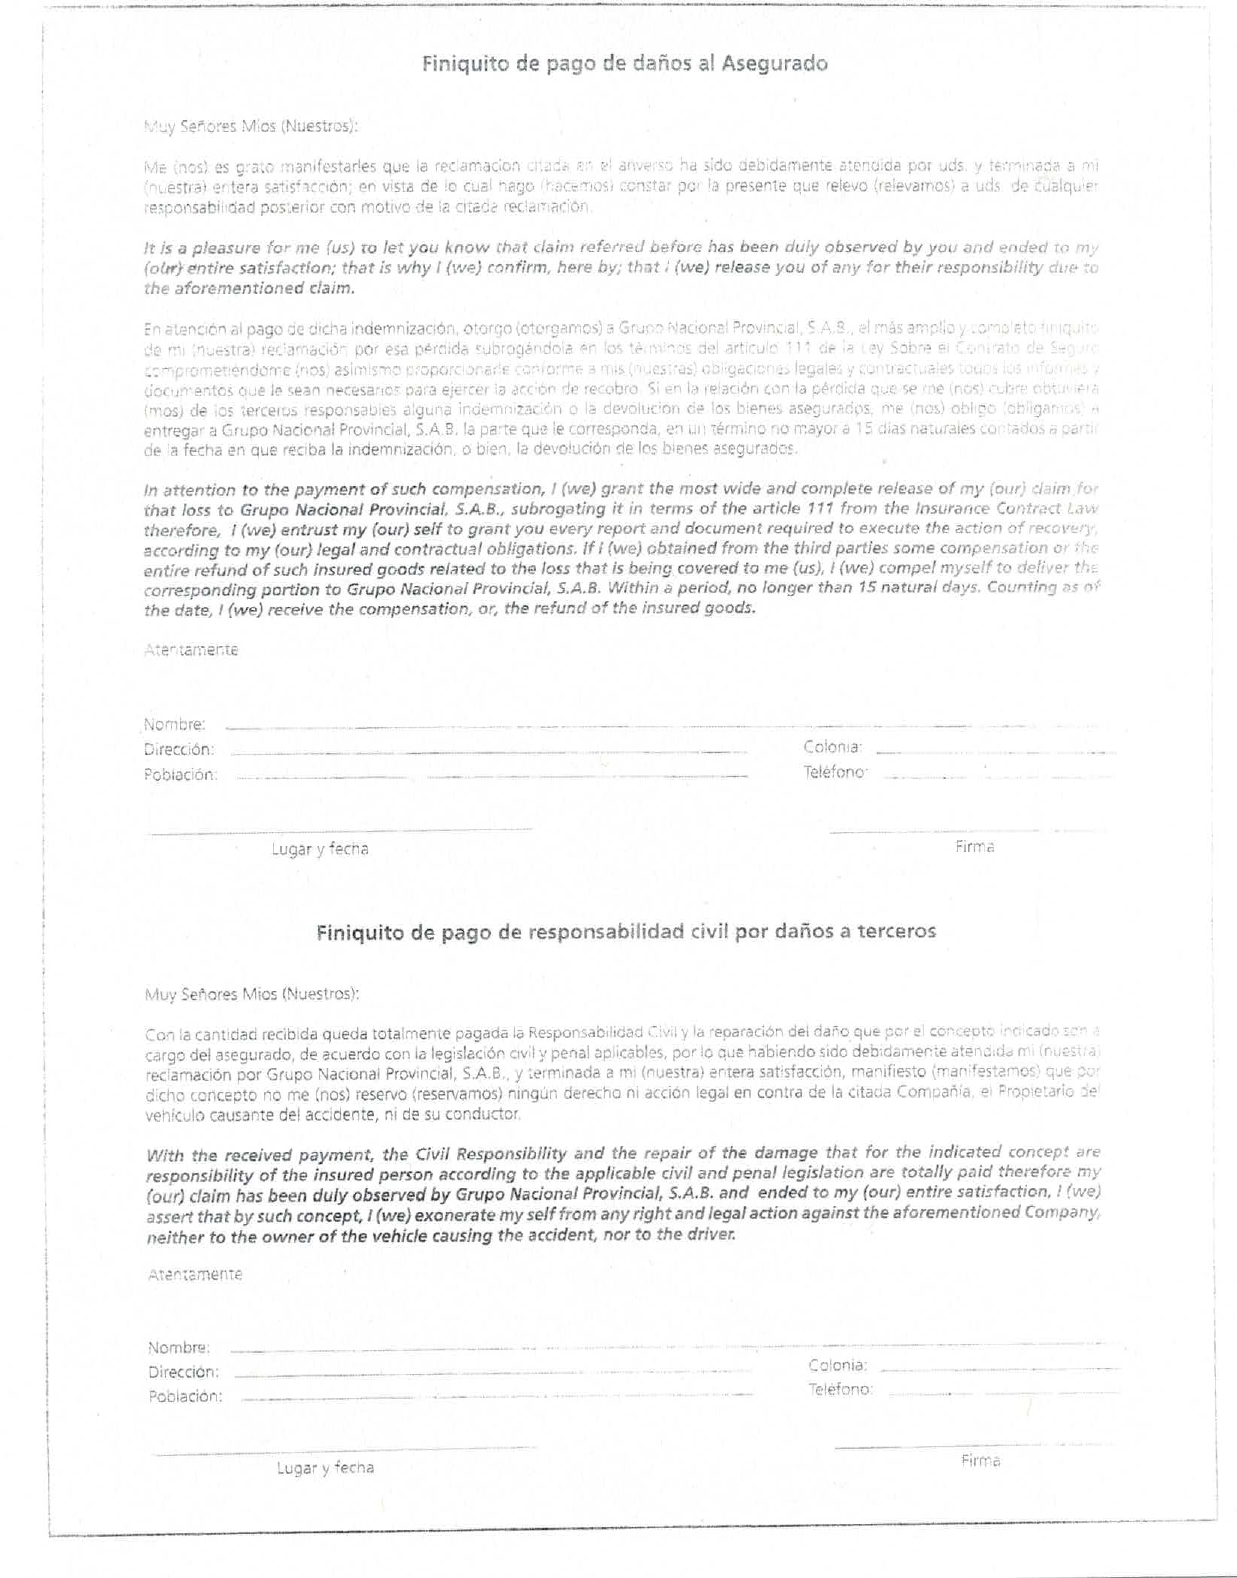 Finiquito de pago de daños al Asegurado
Muy Señores Mios (Nuestros):
Me (nos) es grato manifestarles que la reclamacion citada en el anverso ha sido debidamente atendida por uds. y terminada a mi
(nuestra) entera satisfacción; en vista de lo cual hago (hacemos) constar por la presente que relevo (relevamos) a uds. de cualquier
responsabilidad posterior con motivo de la citada reclamación.
It is a pleasure for me (us) to let you know that claim referred before has been duly observed by you and ended to my
(our) entire satisfaction; that is why I (we) confirm, here by; that i (we) release you of any for their responsibility due to
the aforementioned claim.
En atención al pago de dicha indemnización, otorgo (otorgamos) a Grupo Nacional Provincial, S.A.B., el más amplio y completo finiquito
de mi (nuestra) reclamación por esa pérdida subrogándola en los términos del artículo 111 de la Ley Sobre el Contrato de Seguro
comprometiéndome (nos) asimismo proporcionarle conforme a mis (nuestras) obligaciones legales y contractuales todos los informes y
documentos que le sean necesarios para ejercer la acción de recobro. Si en la relación con la pérdida que se me (nos) cubre obtuviera
(mos) de los terceros responsables alguna indemnización o la devolucion de los bienes asegurados, me (nos) obligo (obligamos) a
entregar a Grupo Nacional Provincial, S.A.B. la parte que le corresponda, en un término no mayor a 15 días naturales contados a partir
de la fecha en que reciba la indemnización, o bien, la devolución de los bienes asegurados.
In attention to the payment of such compensation, I (we) grant the most wide and complete release of my (our) claim for
that loss to Grupo Nacional Provincial, S.A.B., subrogating it in terms of the article 111 from the Insurance Contract Law
therefore, I (we) entrust my (our) self to grant you every report and document required to execute the action of recovery,
according to my (our) legal and contractual obligations. If i (we) obtained from the third parties some compensation or the
entire refund of such insured goods related to the loss that is being covered to me (us), I (we) compel myself to deliver the
corresponding portion to Grupo Nacional Provincial, S.A.B. Within a period, no longer than 15 natural days. Counting as of
the date, I (we) receive the compensation, or, the refund of the insured goods.
Atentamente
Nombre:
Dirección: Colonia:
Población: Teléfono:
Lugar y fecha Firma
Finiquito de pago de responsabilidad civil por daños a terceros
Muy Señores Mios (Nuestros):
Con la cantidad recibida queda totalmente pagada la Responsabilidad Civil y la reparación del daño que por el concepto indicado son a
cargo del asegurado, de acuerdo con la legislación civil y penal aplicables, por lo que habiendo sido debidamente atendida mi (nuestra)
reclamación por Grupo Nacional Provincial, S.A.B., y terminada a mi (nuestra) entera satisfacción, manifiesto (manifestamos) que por
dicho concepto no me (nos) reservo (reservamos) ningún derecho ni acción legal en contra de la citada Compañía, el Propietario del
vehículo causante del accidente, ni de su conductor.
With the received payment, the Civil Responsibility and the repair of the damage that for the indicated concept are
responsibility of the insured person according to the applicable civil and penal legislation are totally paid therefore my
(our) claim has been duly observed by Grupo Nacional Provincial, S.A.B. and ended to my (our) entire satisfaction, I (we)
assert that by such concept, I (we) exonerate my self from any right and legal action against the aforementioned Company,
neither to the owner of the vehicle causing the accident, nor to the driver.
Atentamente
Nombre:
Dirección: Colonia:
Población: Teléfono:
Lugar y fecha Firma